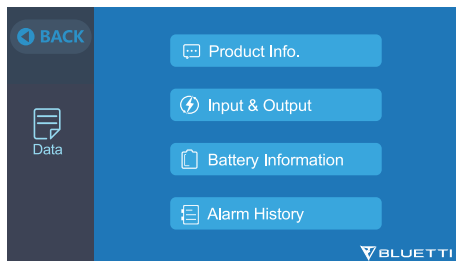 BACK
Data
Product Info.
Input & Output
Battery Information
Alarm History
BLUETTI